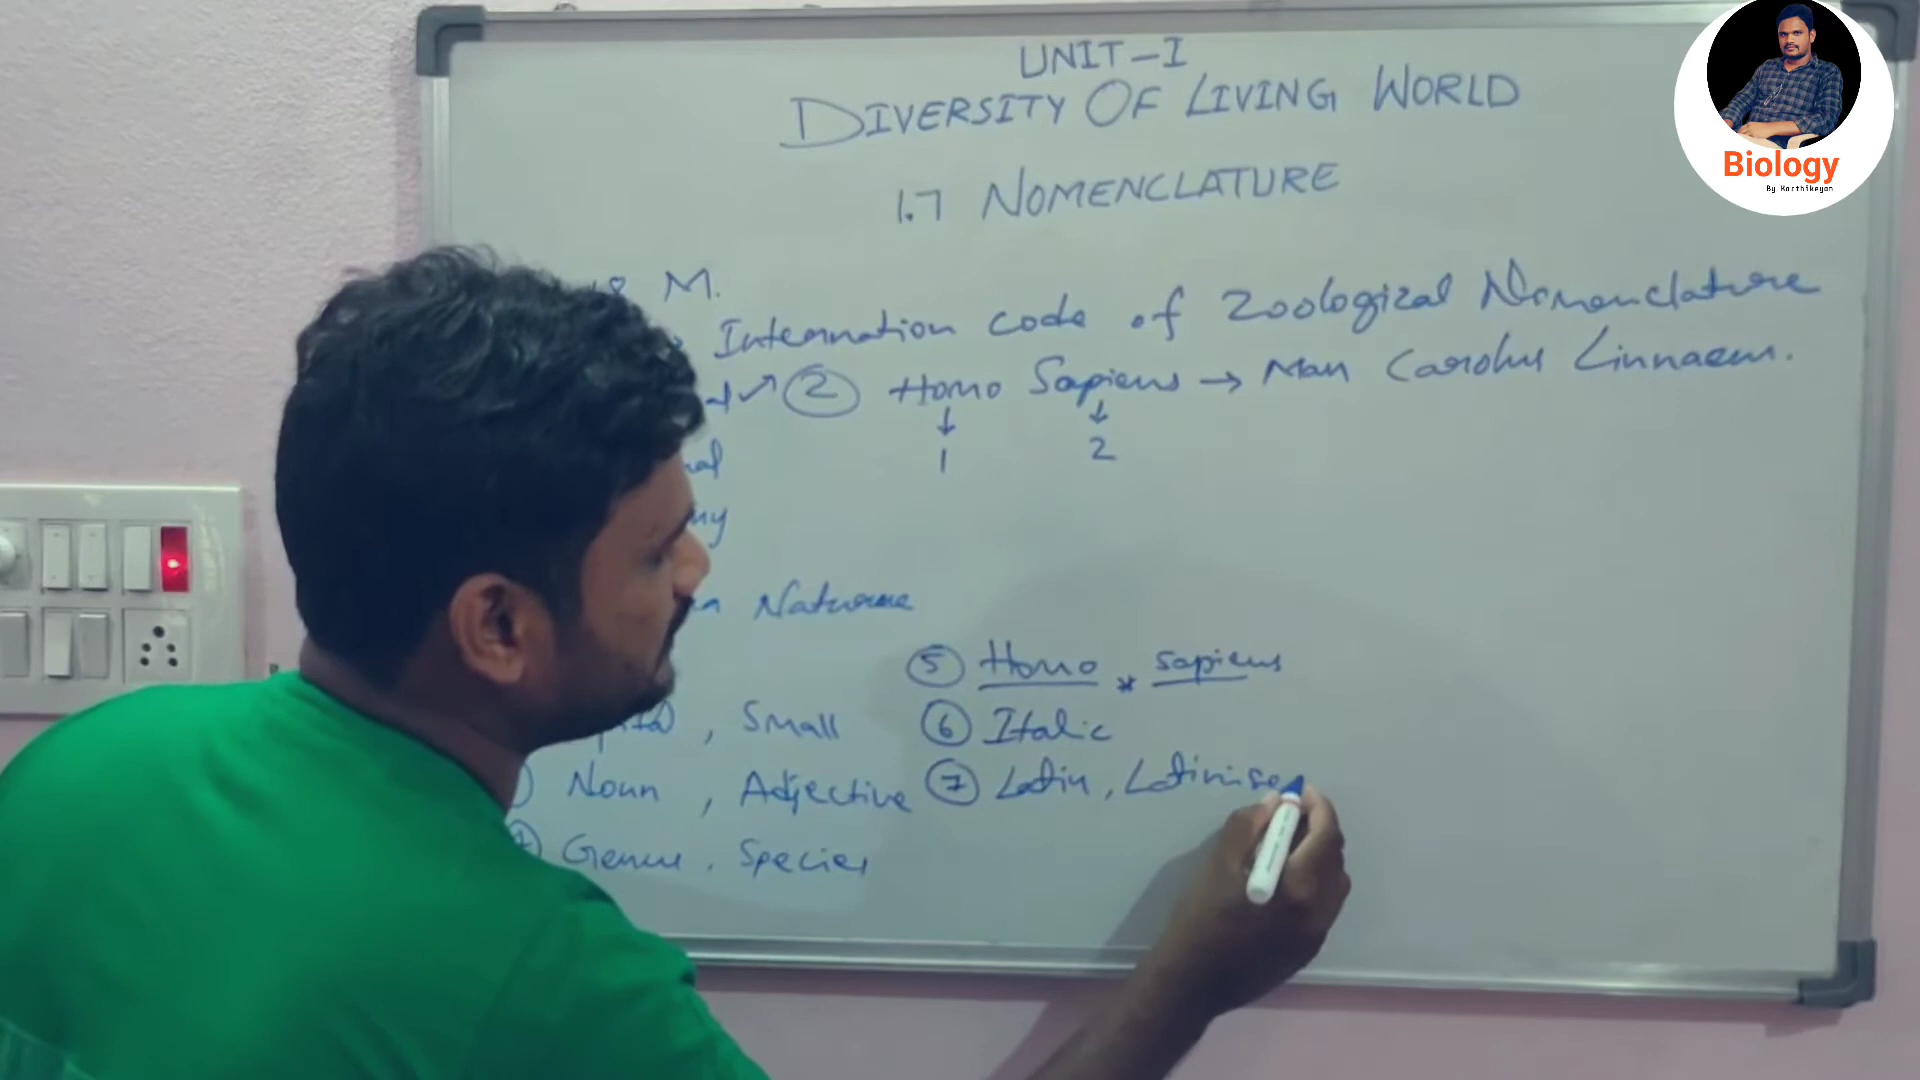 UNIT-I
DIVERSITY OF LIVING WORLD
1.7 NOMENCLATURE
M.
Internation code of Zoological Nomenclature
② Homo Sapiens → Man Carolus Linnaeus.
↓ ↓
1 2
Naturae
⑤ Homo * sapiens
, Small ⑥ Italic
Noun , Adjective ⑦ Latin, Latinise
Genus . Species
Biology
By Karthikeyan